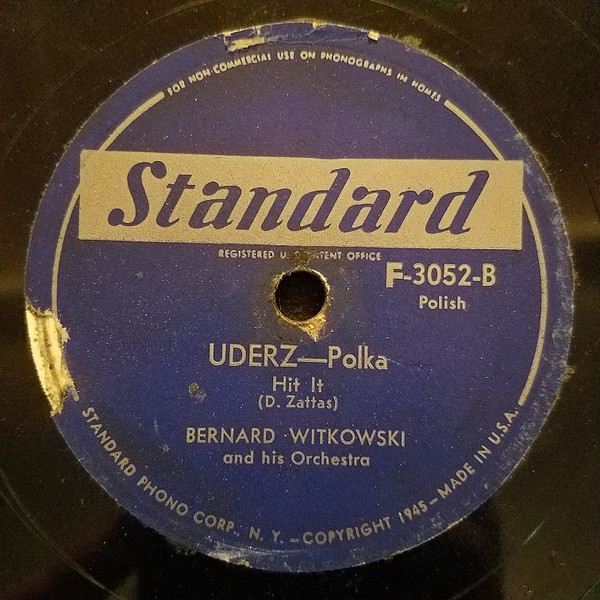 FOR NON-COMMERCIAL USE ON PHONOGRAPHS IN HOMES
Standard
REGISTERED U. PATENT OFFICE
F-3052-B
Polish
UDERZ—Polka
Hit It
(D. Zattas)
BERNARD WITKOWSKI
and his Orchestra
STANDARD PHONO CORP., N. Y. — COPYRIGHT 1945 — MADE IN U.S.A.